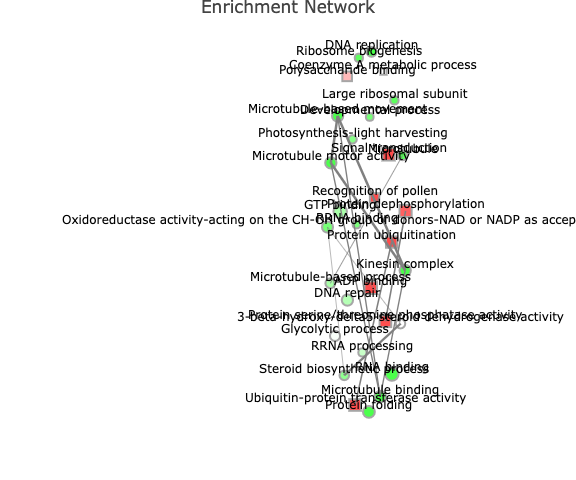 Enrichment Network
DNA replication
Ribosome biogenesis
Coenzyme A metabolic process
Polysaccharide binding
Large ribosomal subunit
Microtubule-based movement
Developmental process
Photosynthesis-light harvesting
Signal transduction
Microtubule
Microtubule motor activity
Recognition of pollen
Protein dephosphorylation
GTP binding
RRNA binding
Oxidoreductase activity-acting on the CH-OH group of donors-NAD or NADP as accep
Protein ubiquitination
Kinesin complex
Microtubule-based process
ADP binding
DNA repair
Protein serine/threonine phosphatase activity
3-beta-hydroxy-delta5-steroid dehydrogenase activity
Glycolytic process
RRNA processing
RNA binding
Steroid biosynthetic process
Microtubule binding
Ubiquitin-protein transferase activity
Protein folding